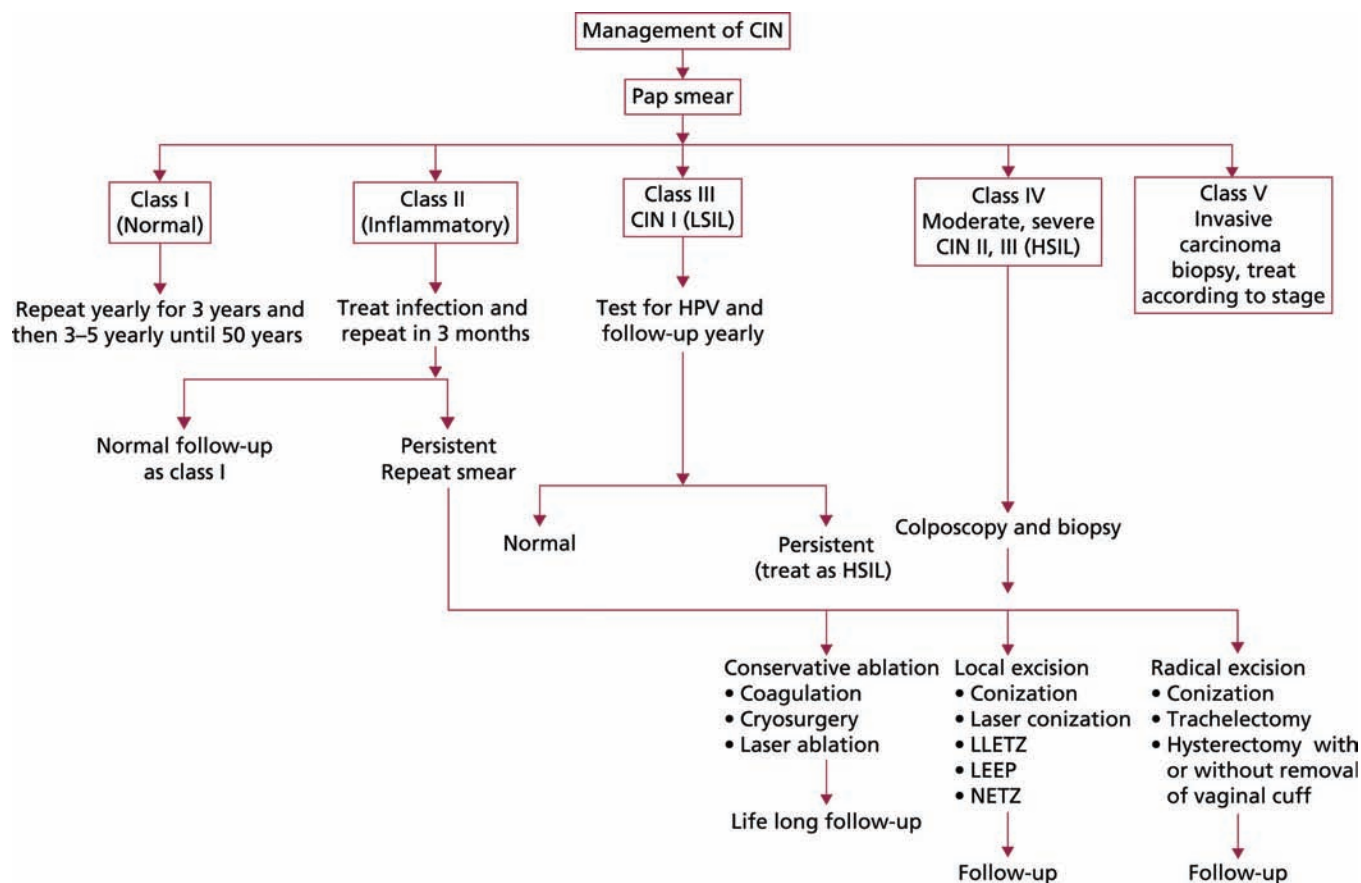 Management of CIN
Pap smear
Class I
(Normal)
Class II
(Inflammatory)
Class III
CIN I (LSIL)
Class IV
Moderate, severe
CIN II, III (HSIL)
Class V
Invasive
carcinoma
biopsy, treat
according to stage
Repeat yearly for 3 years and
then 3–5 yearly until 50 years
Treat infection and
repeat in 3 months
Test for HPV and
follow-up yearly
Normal follow-up
as class I
Persistent
Repeat smear
Normal
Persistent
(treat as HSIL)
Colposcopy and biopsy
Conservative ablation
• Coagulation
• Cryosurgery
• Laser ablation
Life long follow-up
Local excision
• Conization
• Laser conization
• LLETZ
• LEEP
• NETZ
Follow-up
Radical excision
• Conization
• Trachelectomy
• Hysterectomy with
or without removal
of vaginal cuff
Follow-up